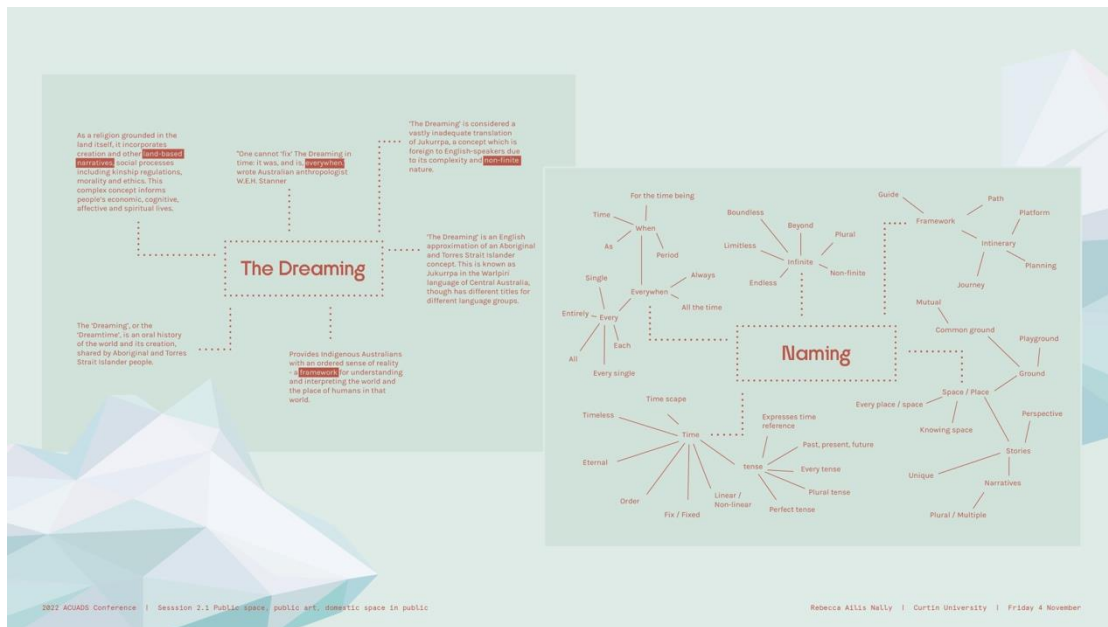 As a religion grounded in the
land itself, it incorporates
creation and other land-based
narratives, social processes
including kinship regulations,
morality and ethics. This
complex concept informs
people's economic, cognitive,
affective and spiritual lives.
"One cannot 'fix' The Dreaming in
time: it was, and is, everywhen,
wrote Australian anthropologist
W.E.H. Stanner
'The Dreaming' is considered a
vastly inadequate translation
of Jukurrpa, a concept which is
foreign to English-speakers due
to its complexity and non-finite
nature.
The Dreaming
'The Dreaming' is an English
approximation of an Aboriginal
and Torres Strait Islander
concept. This is known as
Jukurrpa in the Warlpiri
language of Central Australia,
though has different titles for
different language groups.
The 'Dreaming', or the
'Dreamtime', is an oral history
of the world and its creation,
shared by Aboriginal and Torres
Strait Islander people.
Provides Indigenous Australians
with an ordered sense of reality
- a framework for understanding
and interpreting the world and
the place of humans in that
world.
For the time being
Time
When
As
Period
Single
Everywhen
Always
All the time
Entirely
Every
Each
All
Every single
Boundless
Beyond
Plural
Limitless
Infinite
Non-finite
Endless
Guide
Path
Framework
Platform
Intinerary
Planning
Journey
Mutual
Common ground
Playground
Ground
Naming
Space / Place
Every place / space
Knowing space
Perspective
Stories
Unique
Narratives
Plural / Multiple
Time scape
Timeless
Time
Eternal
Order
Fix / Fixed
Linear /
Non-linear
Expresses time
reference
Past, present, future
tense
Every tense
Plural tense
Perfect tense
2022 ACUADS Conference | Sesssion 2.1 Public space, public art, domestic space in public
Rebecca Ailis Nally | Curtin University | Friday 4 November